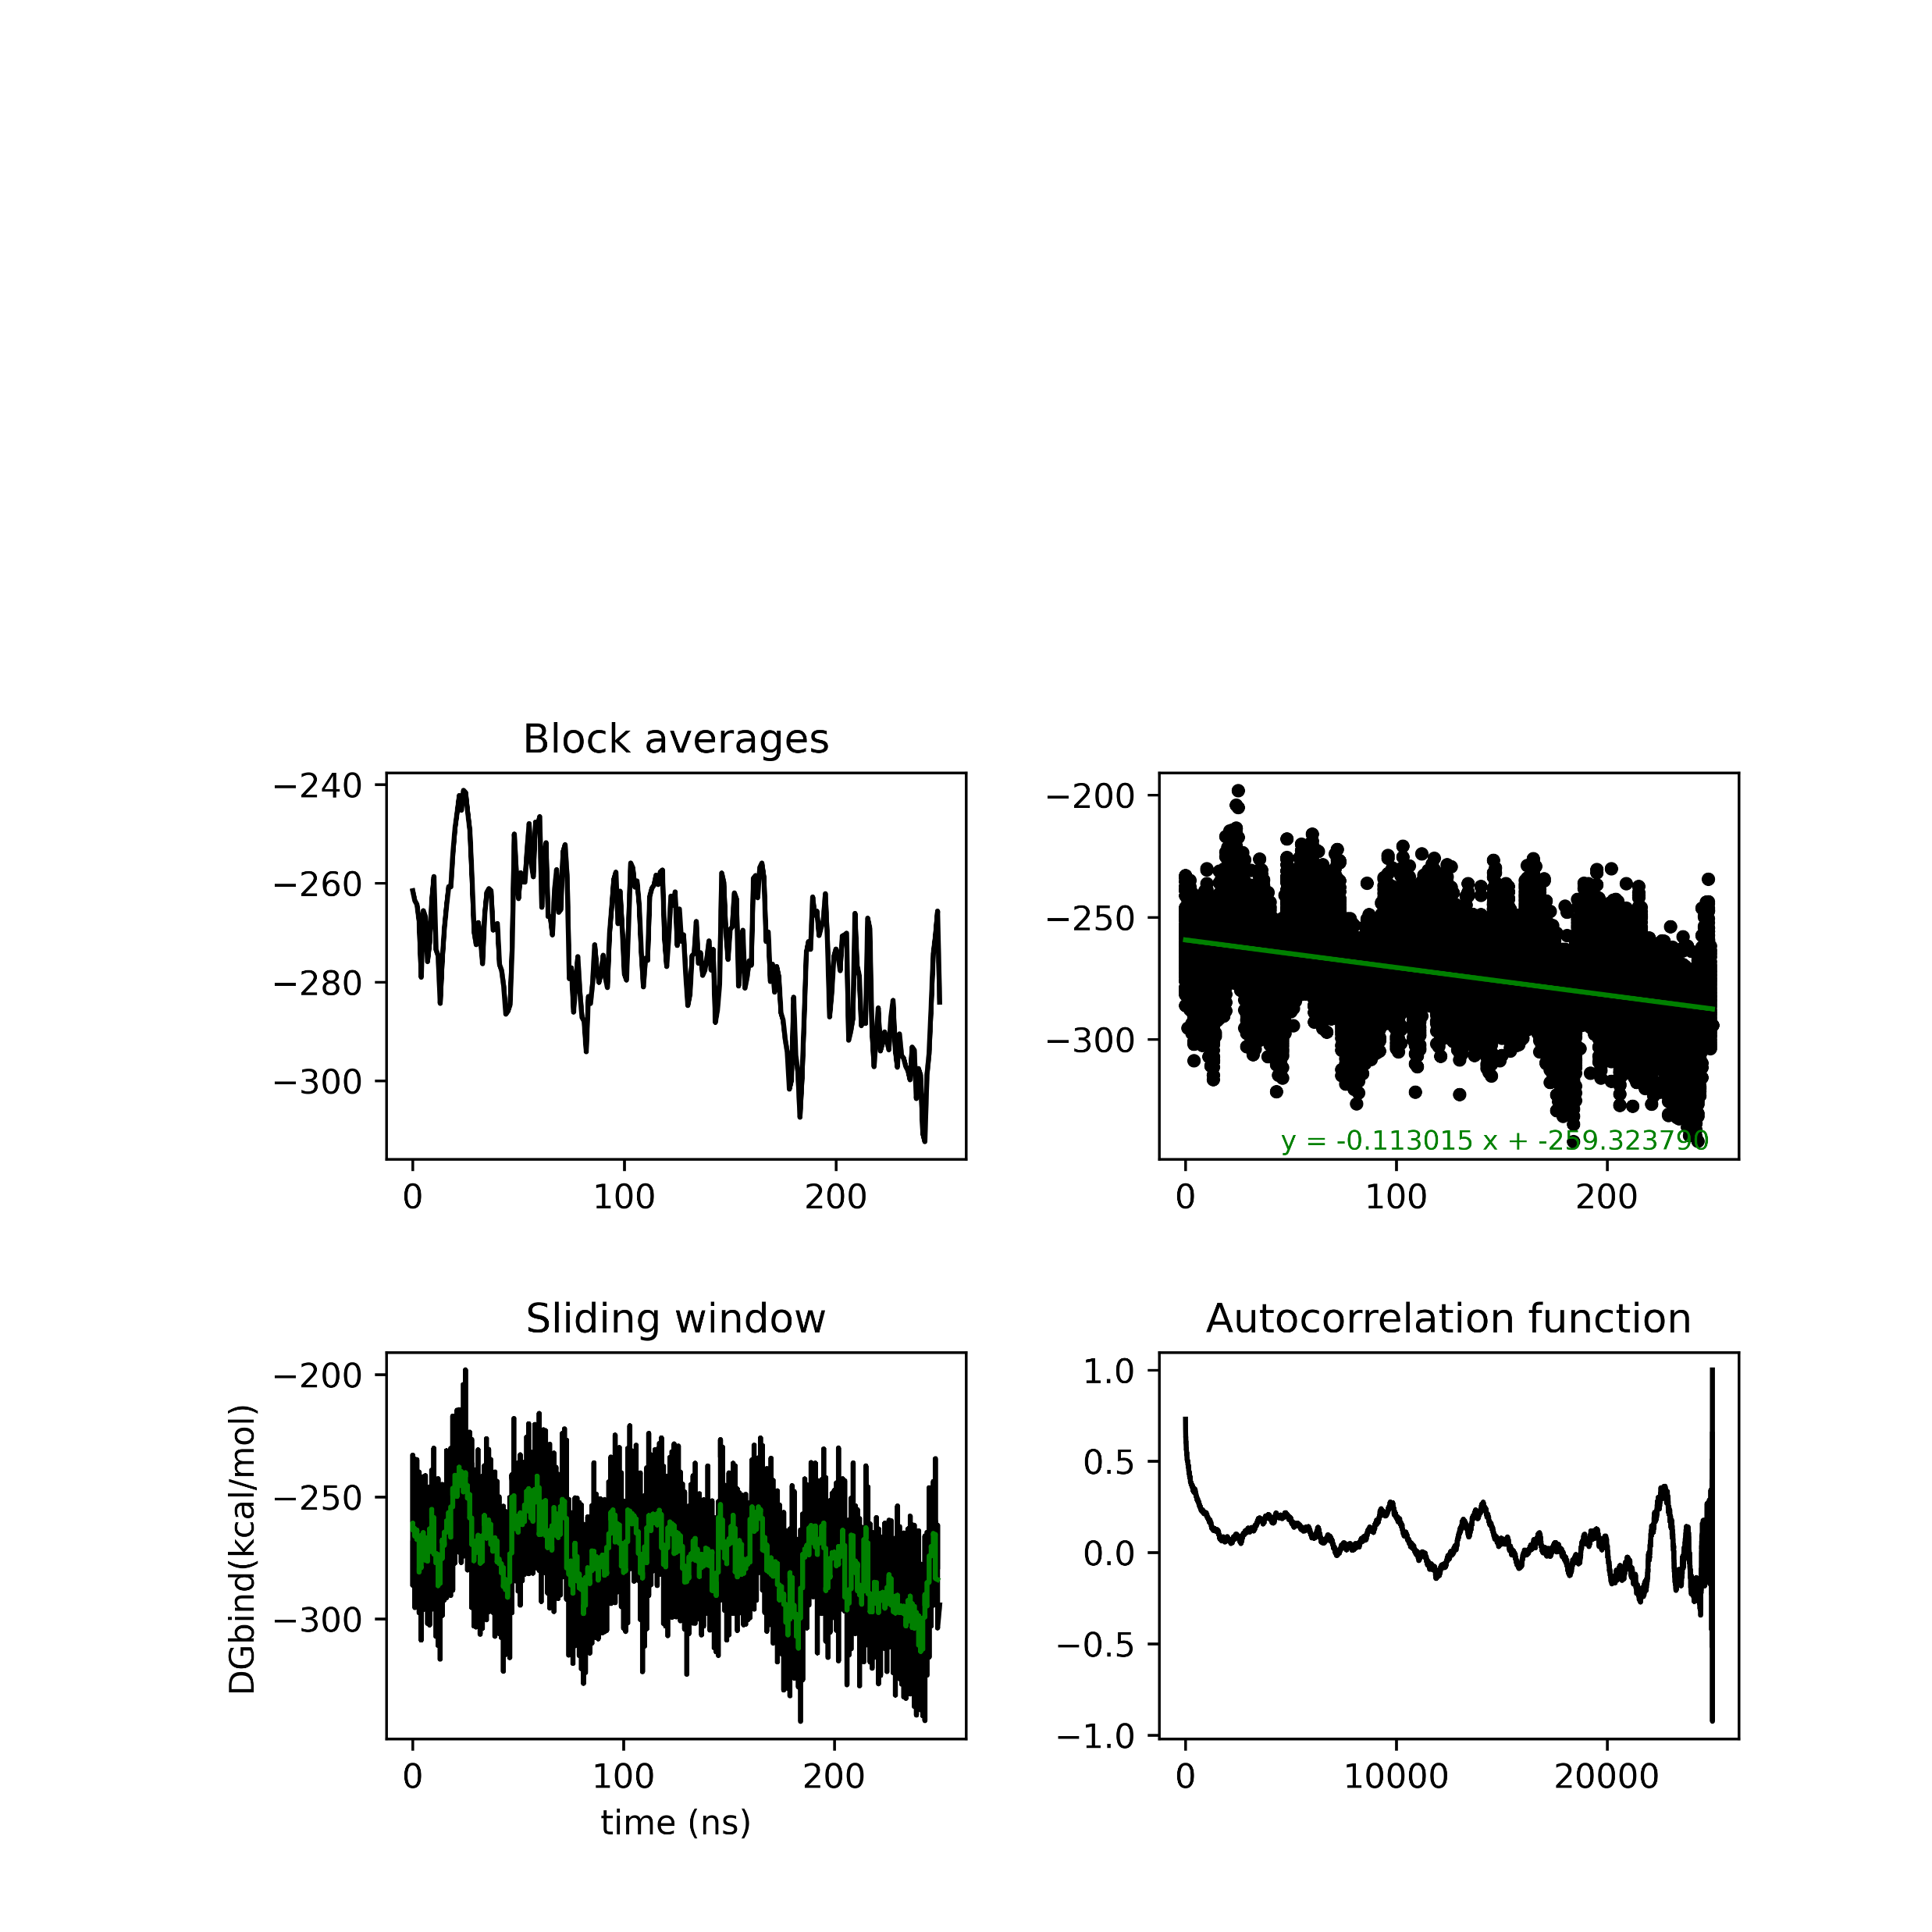 Block averages
−240
−260
−280
−300
0 100 200
−200
−250
−300
y = -0.113015 x + -259.323790
0 100 200
Sliding window
DGbind(kcal/mol)
−200
−250
−300
0 100 200
time (ns)
Autocorrelation function
1.0
0.5
0.0
−0.5
−1.0
0 10000 20000